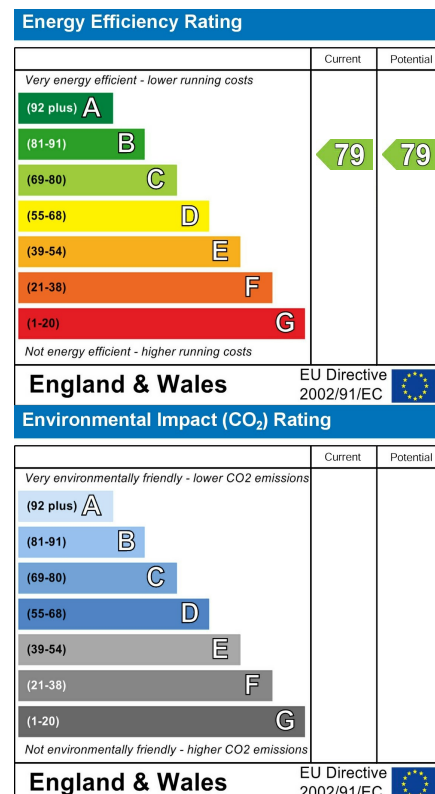 Energy Efficiency Rating
Current Potential
Very energy efficient - lower running costs
(92 plus) A
(81-91) B
79 79
(69-80) C
(55-68) D
(39-54) E
(21-38) F
(1-20) G
Not energy efficient - higher running costs
England & Wales EU Directive 2002/91/EC
Environmental Impact (CO₂) Rating
Current Potential
Very environmentally friendly - lower CO2 emissions
(92 plus) A
(81-91) B
(69-80) C
(55-68) D
(39-54) E
(21-38) F
(1-20) G
Not environmentally friendly - higher CO2 emissions
England & Wales EU Directive 2002/91/EC